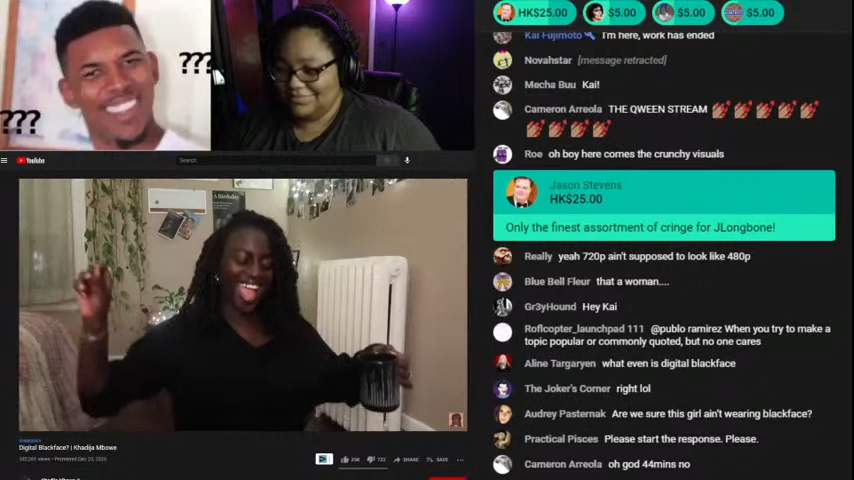 ???
???
YouTube
Search
A Birthday
Digital Blackface? | Khadija Mbowe
722
SHARE
SAVE
HK$25.00
$5.00
$5.00
$5.00
Kai Fujimoto I'm here, work has ended
Novahstar [message retracted]
Mecha Buu Kai!
Cameron Arreola THE QWEEN STREAM
Roe oh boy here comes the crunchy visuals
Jason Stevens
HK$25.00
Only the finest assortment of cringe for JLongbone!
Really yeah 720p ain't supposed to look like 480p
Blue Bell Fleur that a woman....
Gr3yHound Hey Kai
Roflcopter_launchpad 111 @publo ramirez When you try to make a
topic popular or commonly quoted, but no one cares
Aline Targaryen what even is digital blackface
The Joker's Corner right lol
Audrey Pasternak Are we sure this girl ain't wearing blackface?
Practical Pisces Please start the response. Please.
Cameron Arreola oh god 44mins no